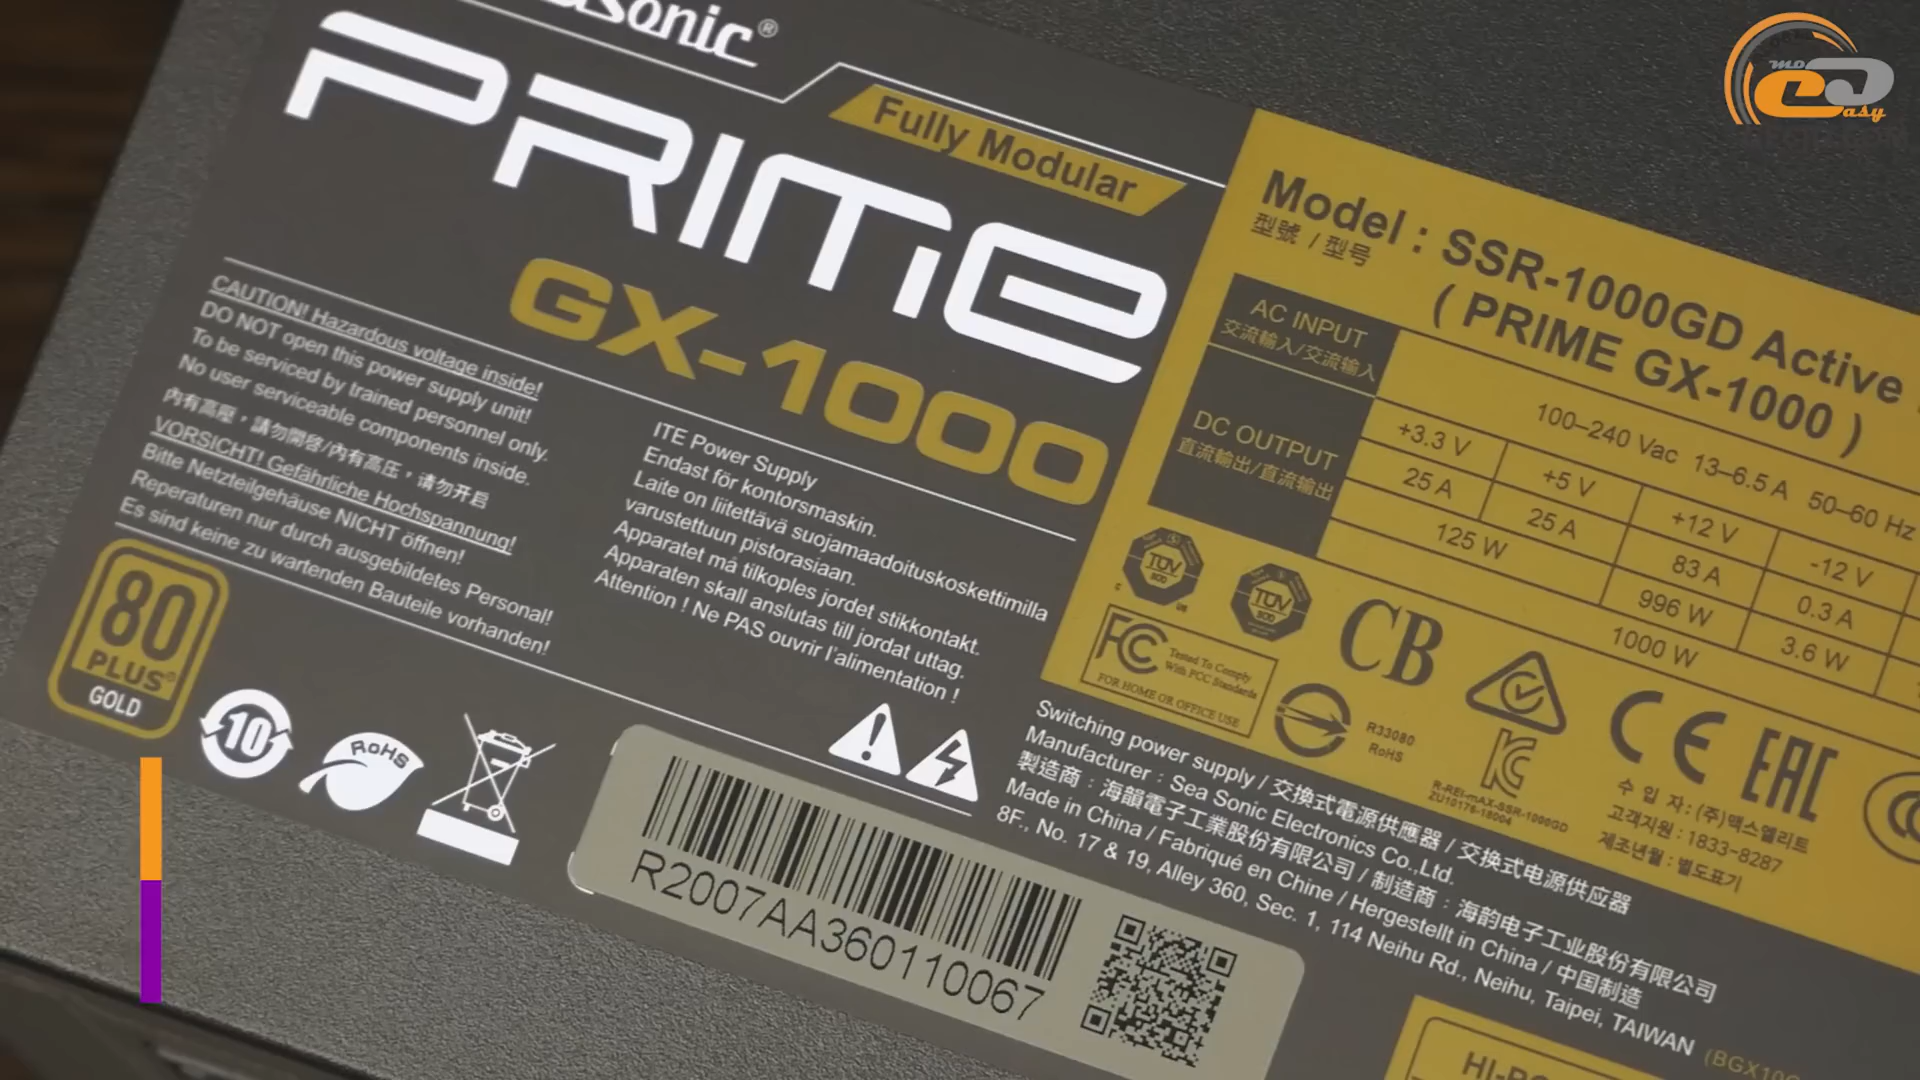 asonic®
PRIME
Fully Modular
GX-1000
CAUTION! Hazardous voltage inside!
DO NOT open this power supply unit!
To be serviced by trained personnel only.
No user serviceable components inside.
內有高壓，請勿開啓/内有高压，请勿开启
VORSICHT! Gefährliche Hochspannung!
Bitte Netzteilgehäuse NICHT öffnen!
Reperaturen nur durch ausgebildetes Personal!
Es sind keine zu wartenden Bauteile vorhanden!
ITE Power Supply
Endast för kontorsmaskin.
Laite on liitettävä suojamaadoituskoskettimilla
varustettuun pistorasiaan.
Apparatet må tilkoples jordet stikkontakt.
Apparaten skall anslutas till jordat uttag.
Attention ! Ne PAS ouvrir l'alimentation !
80
PLUS®
GOLD
10
RoHS
R2007AA360110067
Model : SSR-1000GD Active
型號 / 型号
( PRIME GX-1000 )
AC INPUT
交流輸入/交流输入
100–240 Vac 13–6.5 A 50–60 Hz
DC OUTPUT
直流輸出/直流输出
+3.3 V +5 V +12 V -12 V
25 A 25 A 83 A 0.3 A
125 W 996 W 3.6 W
1000 W
TÜV
TÜV
FC Tested To Comply
With FCC Standards
FOR HOME OR OFFICE USE
CB
R33080
RoHS
R-REI-mAX-SSR-1000GD
ZU10176-18004
CE
EAC
수 입 자 : (주)맥스엘리트
고객지원 : 1833-8287
제조년월 : 별도표기
Switching power supply / 交換式電源供應器 / 交换式电源供应器
Manufacturer : Sea Sonic Electronics Co.,Ltd.
製造商 : 海韻電子工業股份有限公司 / 制造商 : 海韵电子工业股份有限公司
Made in China / Fabriqué en Chine / Hergestellt in China / 中国制造
8F., No. 17 & 19, Alley 360, Sec. 1, 114 Neihu Rd., Neihu, Taipei, TAIWAN